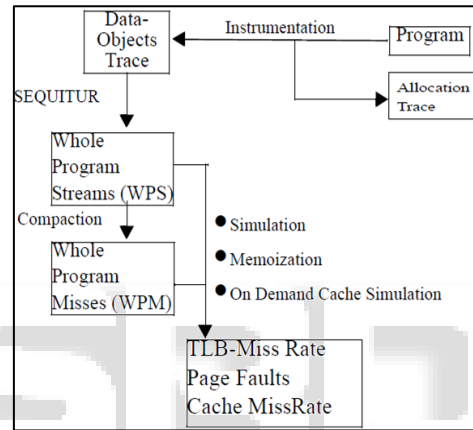 Data-
Objects
Trace
Instrumentation
Program
Allocation
Trace
SEQUITUR
Whole
Program
Streams (WPS)
Compaction
Whole
Program
Misses (WPM)
● Simulation
● Memoization
● On Demand Cache Simulation
TLB-Miss Rate
Page Faults
Cache MissRate